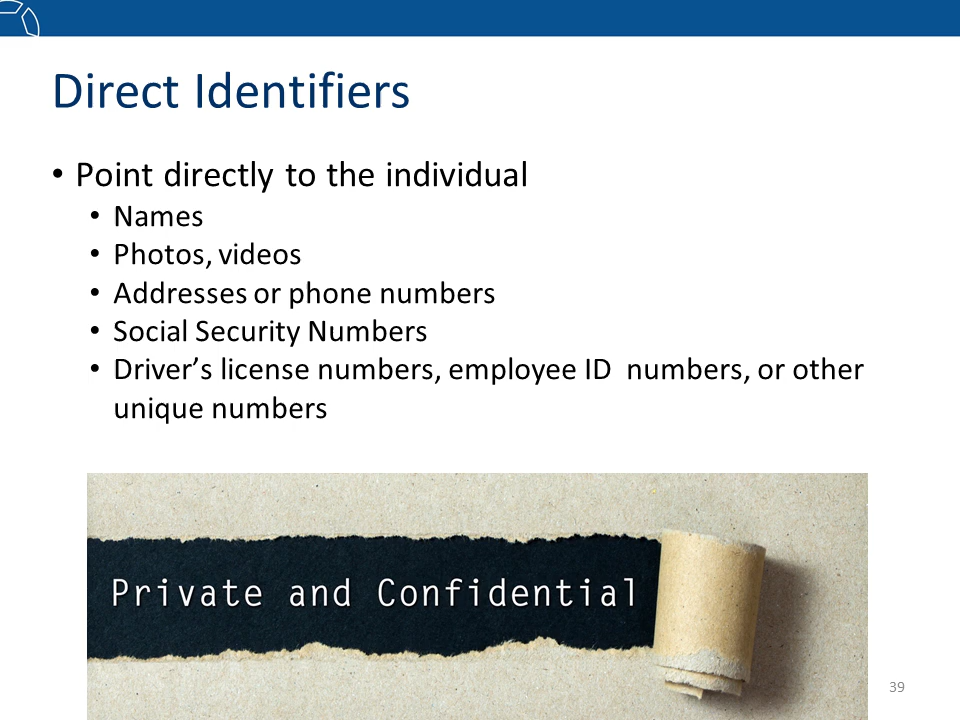 Direct Identifiers
• Point directly to the individual
• Names
• Photos, videos
• Addresses or phone numbers
• Social Security Numbers
• Driver’s license numbers, employee ID  numbers, or other
unique numbers
Private and Confidential
39